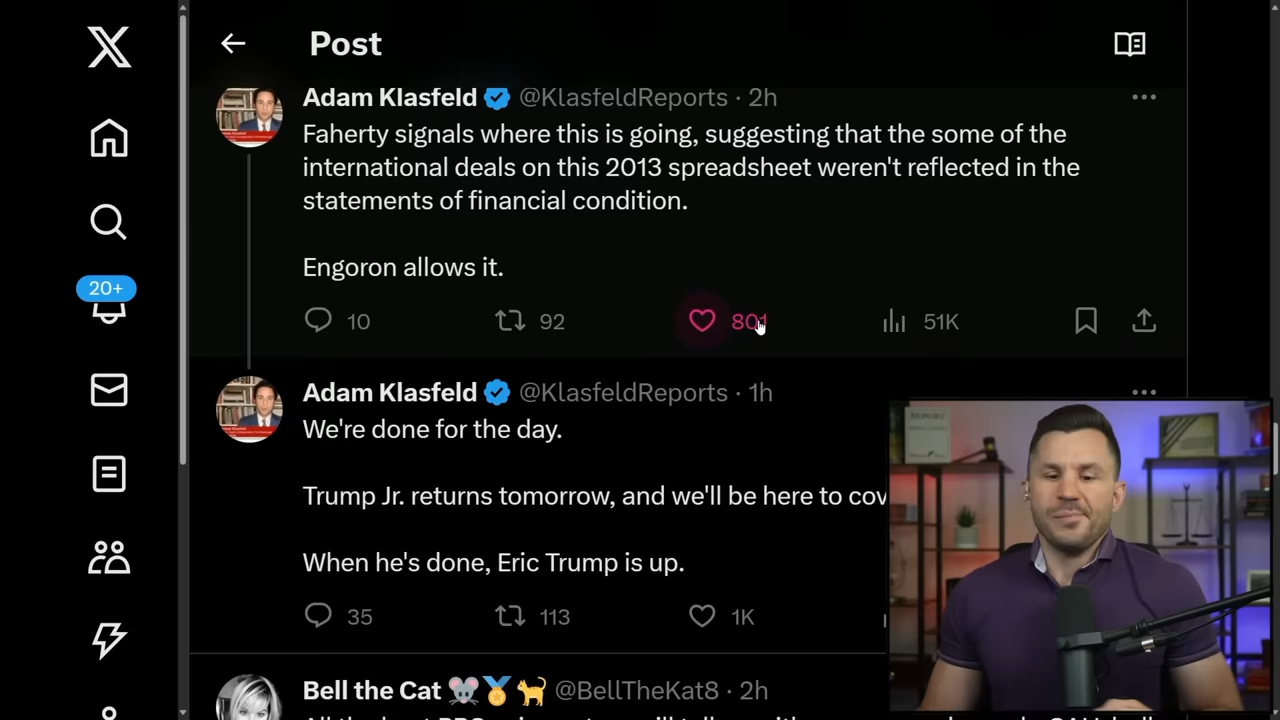 Post
Adam Klasfeld @KlasfeldReports · 2h
Faherty signals where this is going, suggesting that the some of the
international deals on this 2013 spreadsheet weren't reflected in the
statements of financial condition.
Engoron allows it.
20+
10 92 801 51K
Adam Klasfeld @KlasfeldReports · 1h
We're done for the day.
Trump Jr. returns tomorrow, and we'll be here to cov
When he's done, Eric Trump is up.
35 113 1K
Bell the Cat 🐭🏅🐈 @BellTheKat8 · 2h